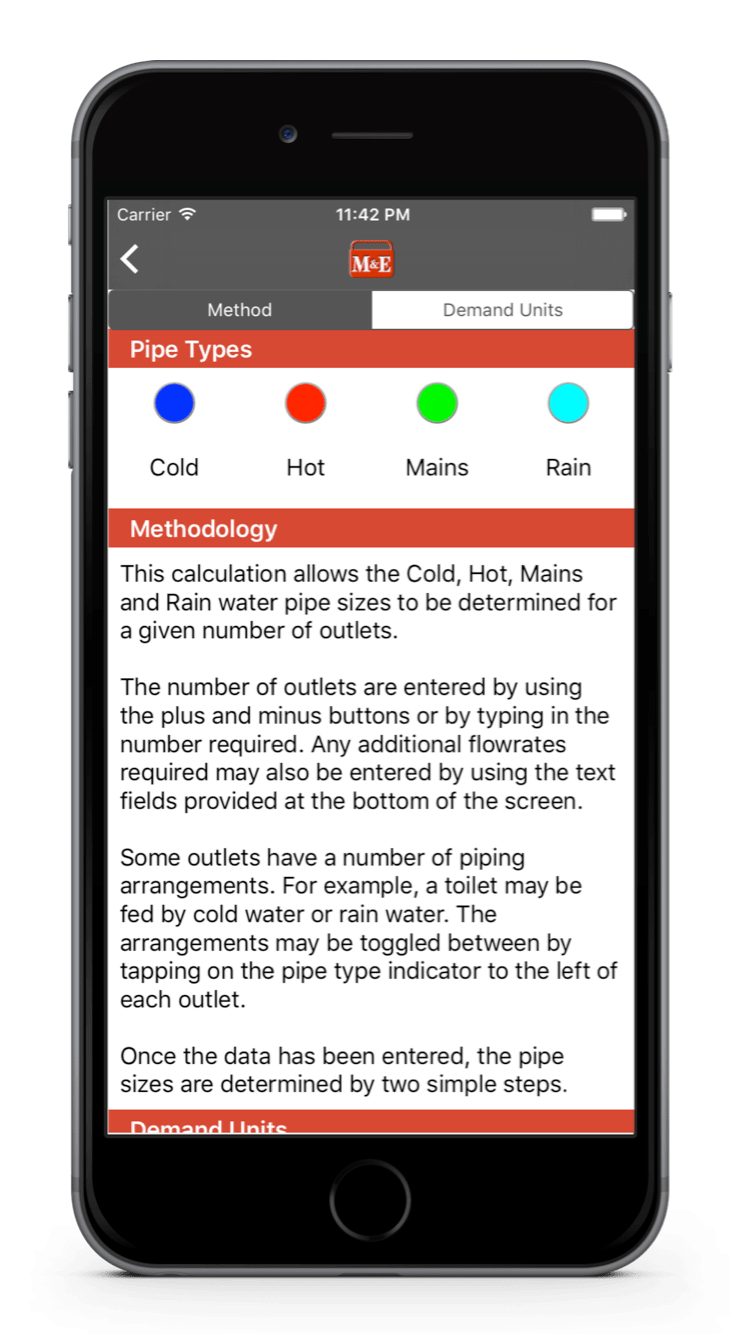 Carrier 11:42 PM
M&E
Method Demand Units
Pipe Types
Cold Hot Mains Rain
Methodology
This calculation allows the Cold, Hot, Mains
and Rain water pipe sizes to be determined for
a given number of outlets.
The number of outlets are entered by using
the plus and minus buttons or by typing in the
number required. Any additional flowrates
required may also be entered by using the text
fields provided at the bottom of the screen.
Some outlets have a number of piping
arrangements. For example, a toilet may be
fed by cold water or rain water. The
arrangements may be toggled between by
tapping on the pipe type indicator to the left of
each outlet.
Once the data has been entered, the pipe
sizes are determined by two simple steps.
Demand Units